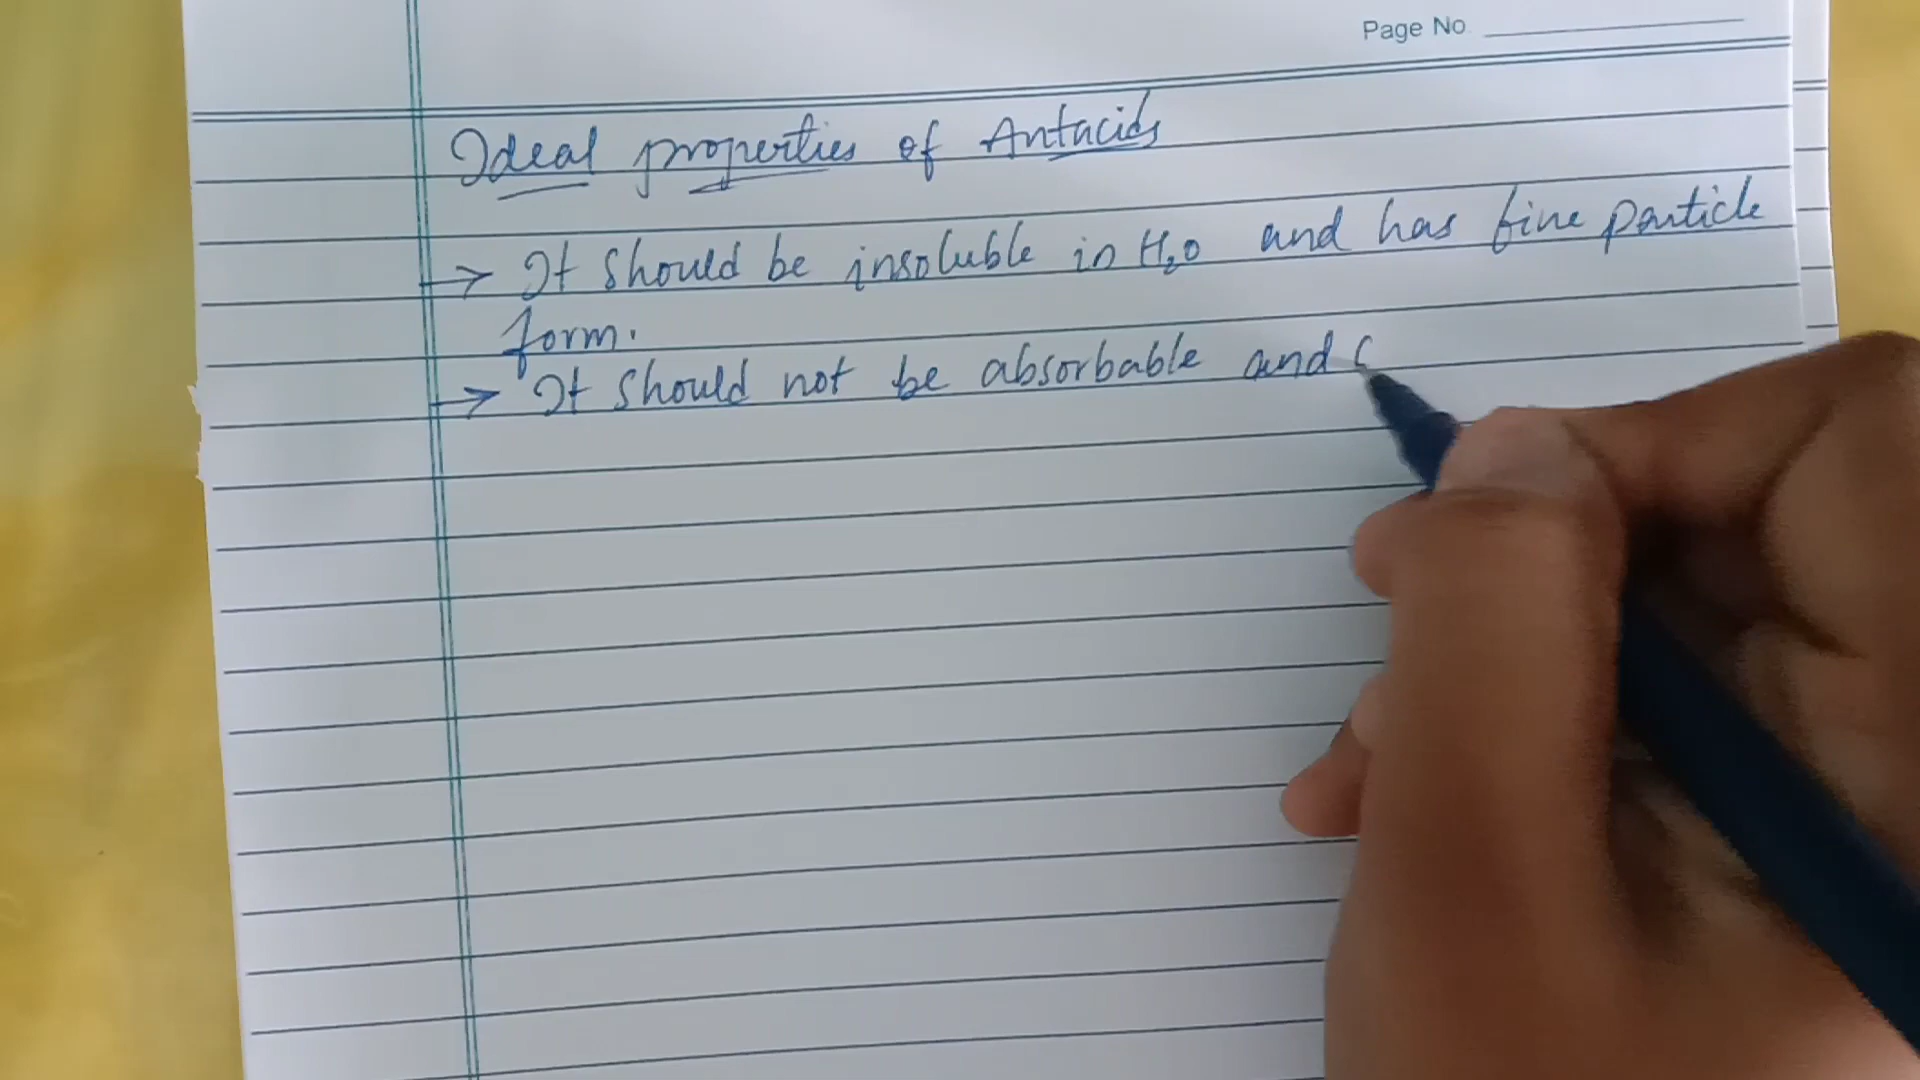 Page No
Ideal properties of Antacids
→ It should be insoluble in H₂O and has fine particle
form.
→ It should not be absorbable and